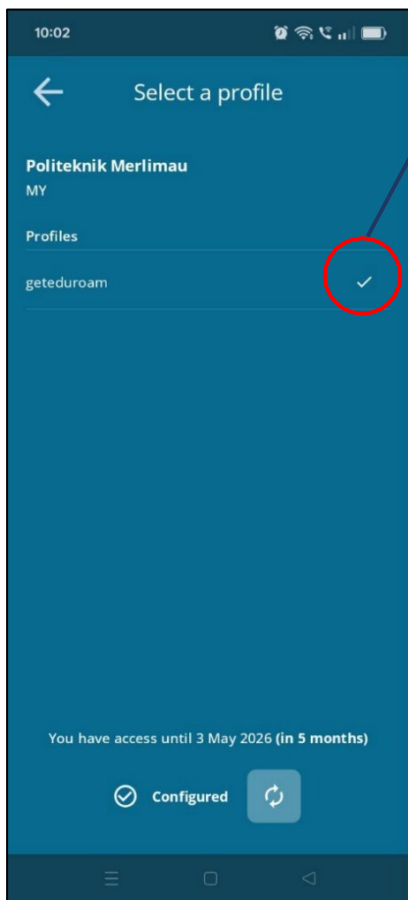 10:02
Select a profile
Politeknik Merlimau
MY
Profiles
geteduroam
You have access until 3 May 2026 (in 5 months)
Configured